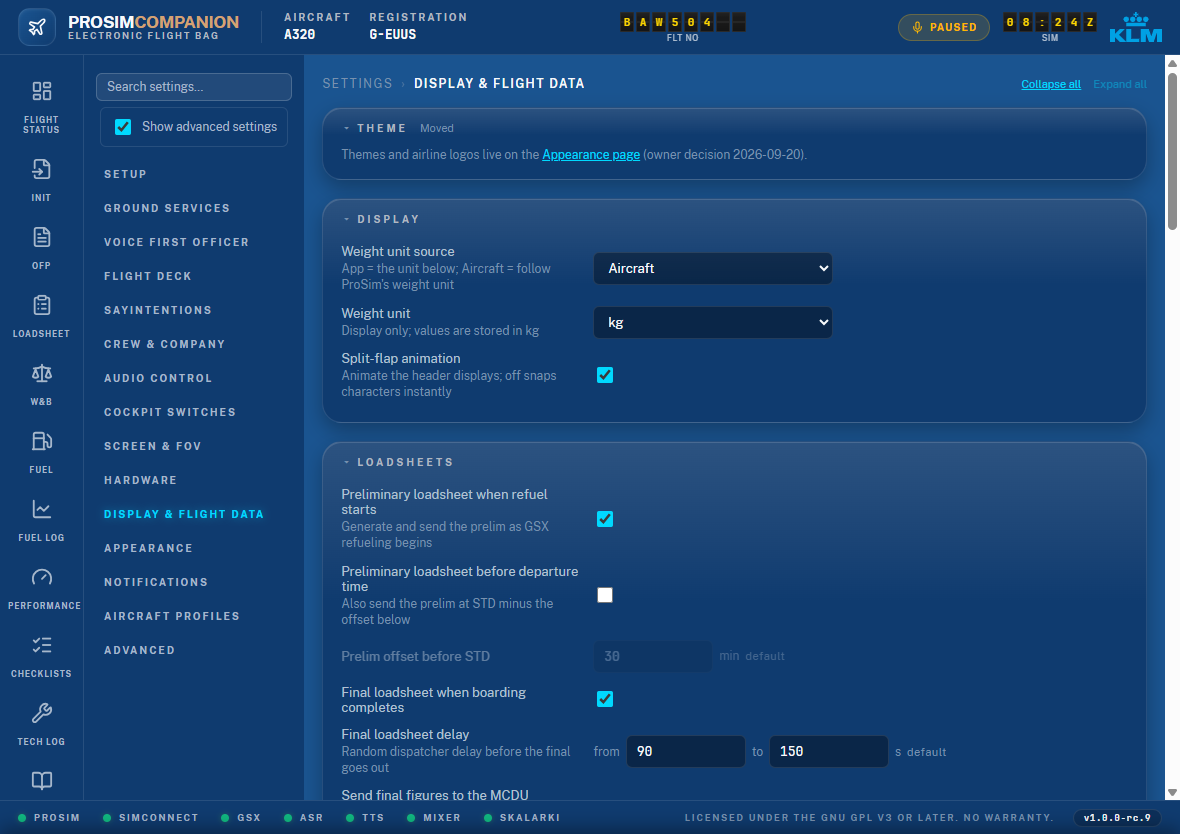 PROSIMCOMPANION
ELECTRONIC FLIGHT BAG
AIRCRAFT
A320
REGISTRATION
G-EUUS
BAW504
FLT NO
PAUSED
08:24Z
SIM
KLM
FLIGHT
STATUS
INIT
OFP
LOADSHEET
W&B
FUEL
FUEL LOG
PERFORMANCE
CHECKLISTS
TECH LOG
Search settings...
Show advanced settings
SETUP
GROUND SERVICES
VOICE FIRST OFFICER
FLIGHT DECK
SAYINTENTIONS
CREW & COMPANY
AUDIO CONTROL
COCKPIT SWITCHES
SCREEN & FOV
HARDWARE
DISPLAY & FLIGHT DATA
APPEARANCE
NOTIFICATIONS
AIRCRAFT PROFILES
ADVANCED
SETTINGS › DISPLAY & FLIGHT DATA
Collapse all Expand all
THEME Moved
Themes and airline logos live on the Appearance page (owner decision 2026-09-20).
DISPLAY
Weight unit source
App = the unit below; Aircraft = follow
ProSim's weight unit
Aircraft
Weight unit
Display only; values are stored in kg
kg
Split-flap animation
Animate the header displays; off snaps
characters instantly
LOADSHEETS
Preliminary loadsheet when refuel
starts
Generate and send the prelim as GSX
refueling begins
Preliminary loadsheet before departure
time
Also send the prelim at STD minus the
offset below
Prelim offset before STD
30 min default
Final loadsheet when boarding
completes
Final loadsheet delay
Random dispatcher delay before the final
goes out
from 90 to 150 s default
Send final figures to the MCDU
PROSIM
SIMCONNECT
GSX
ASR
TTS
MIXER
SKALARKI
LICENSED UNDER THE GNU GPL V3 OR LATER. NO WARRANTY.
v1.0.0-rc.9